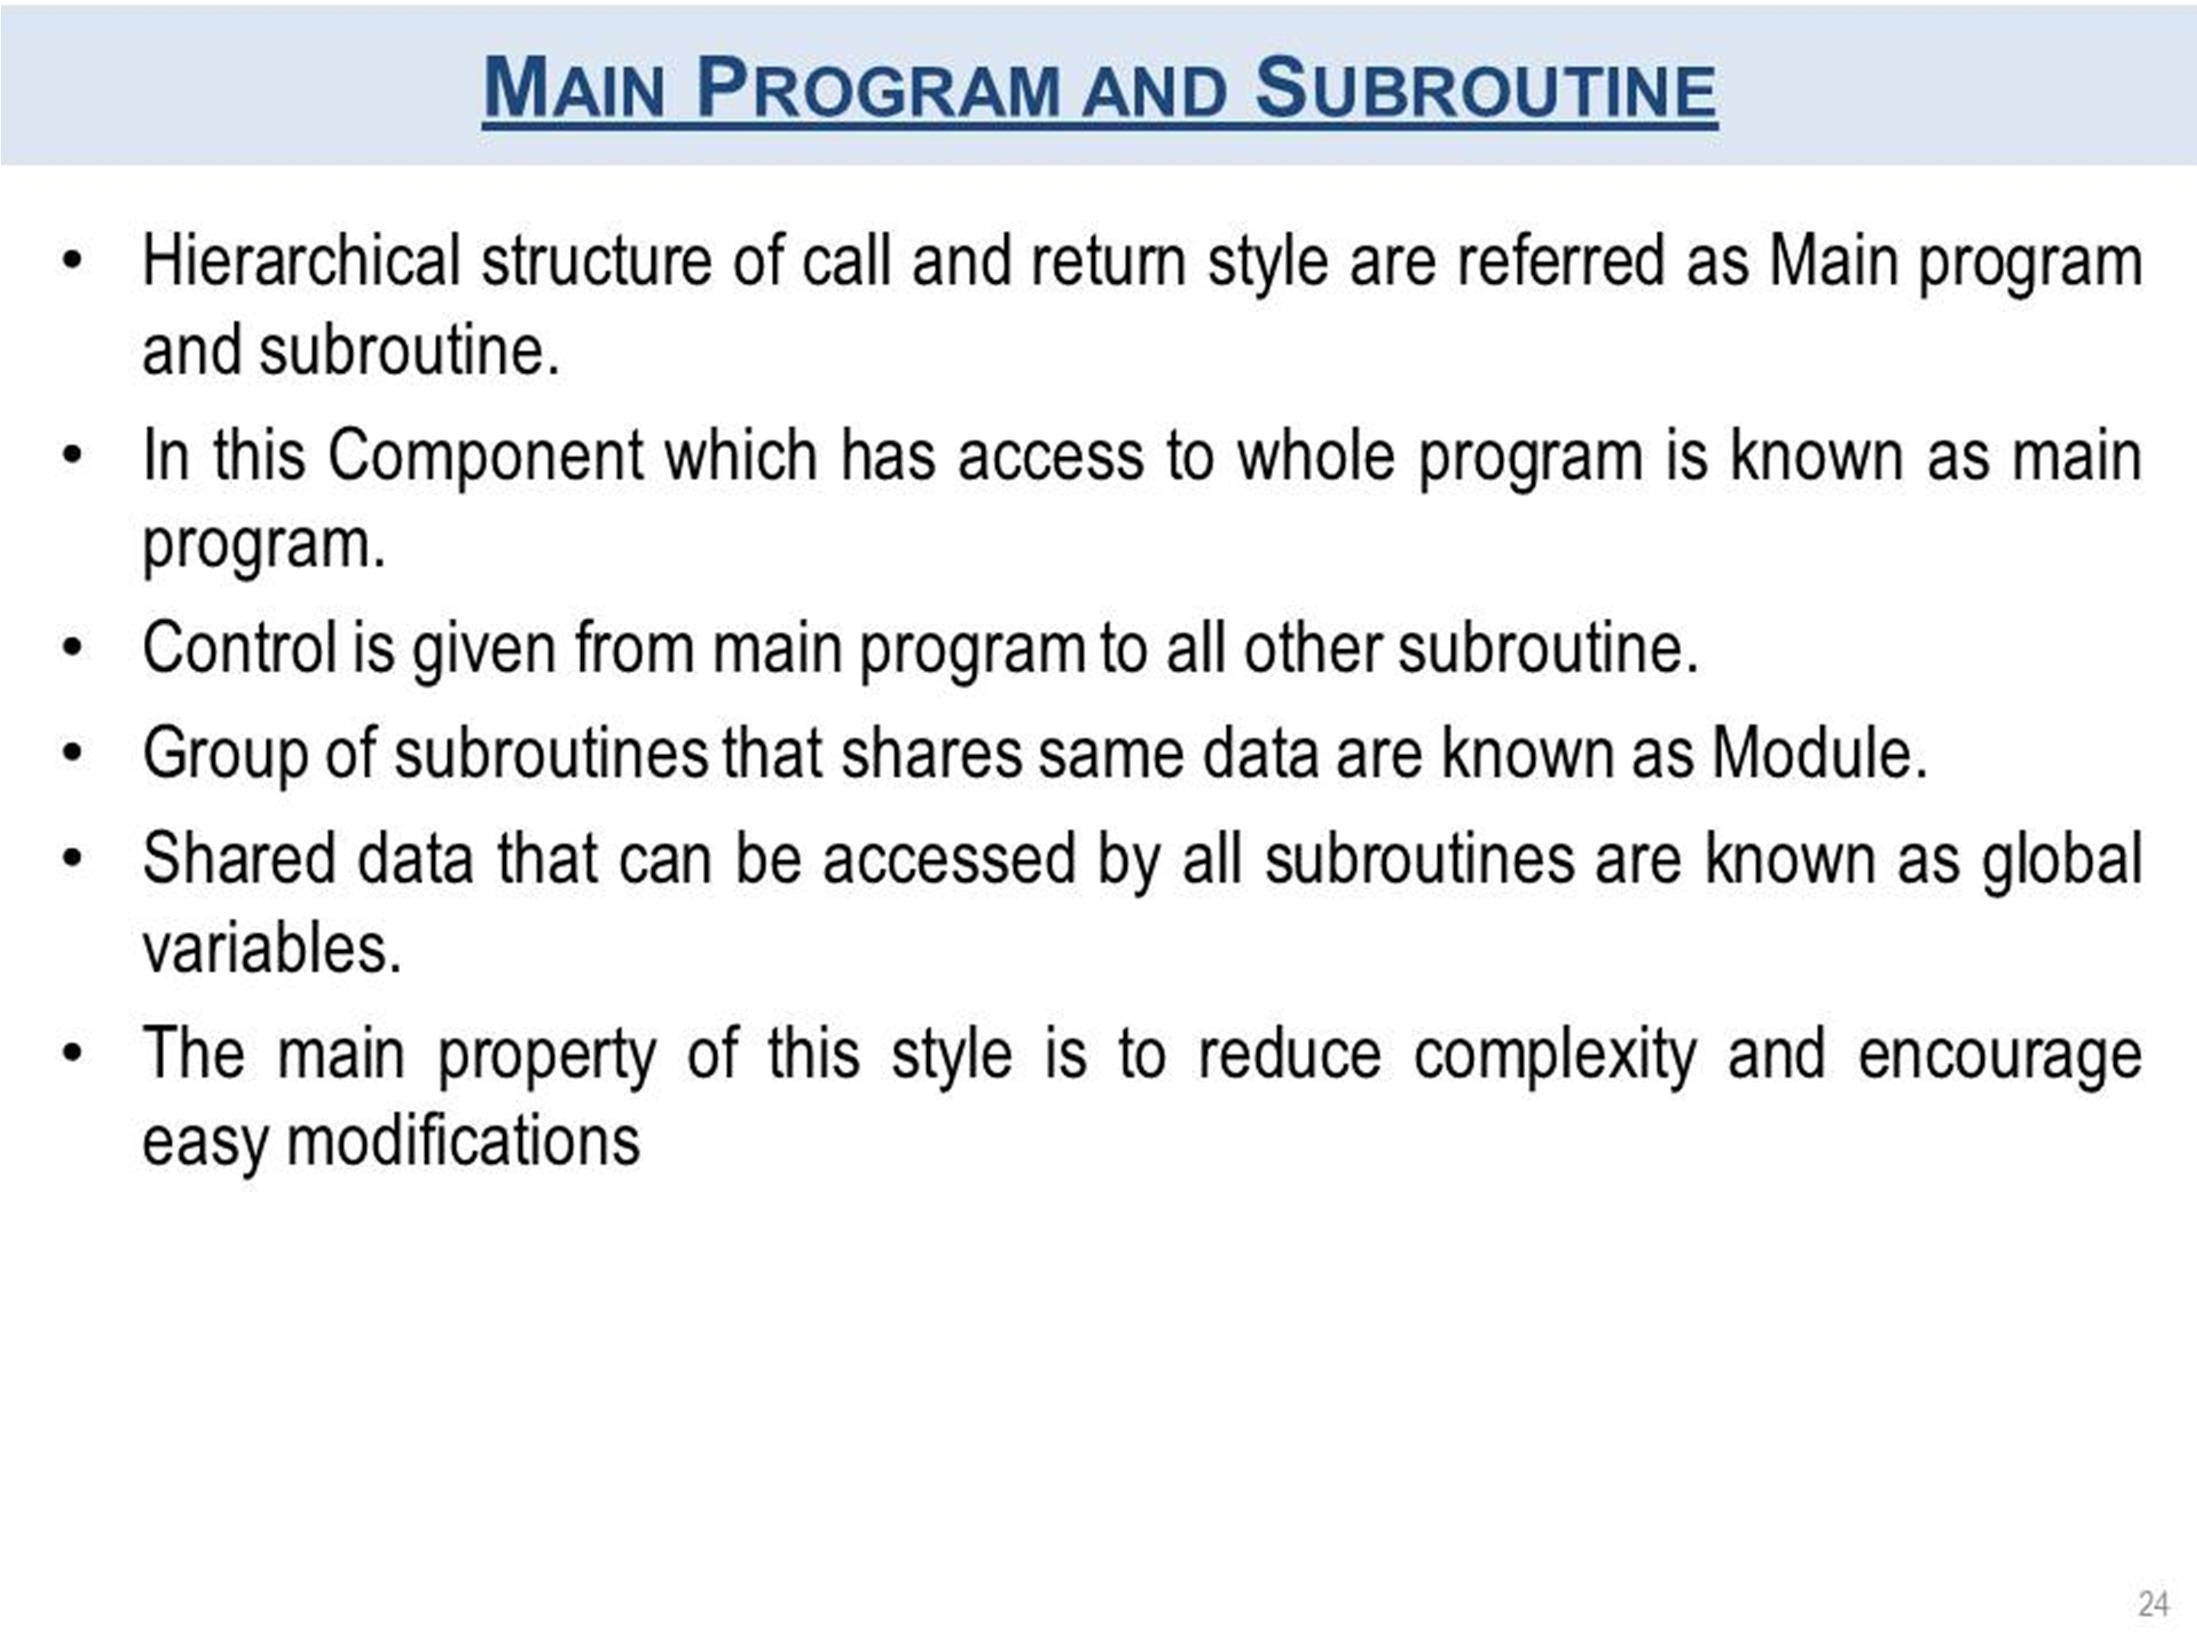 MAIN PROGRAM AND SUBROUTINE
• Hierarchical structure of call and return style are referred as Main program
and subroutine.
• In this Component which has access to whole program is known as main
program.
• Control is given from main program to all other subroutine.
• Group of subroutines that shares same data are known as Module.
• Shared data that can be accessed by all subroutines are known as global
variables.
• The main property of this style is to reduce complexity and encourage
easy modifications
24